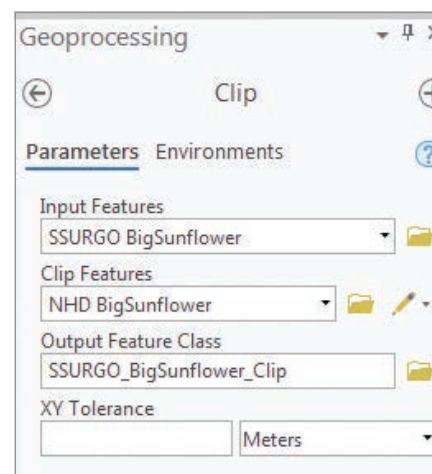 Geoprocessing
Clip
Parameters Environments
Input Features
SSURGO BigSunflower
Clip Features
NHD BigSunflower
Output Feature Class
SSURGO_BigSunflower_Clip
XY Tolerance
Meters